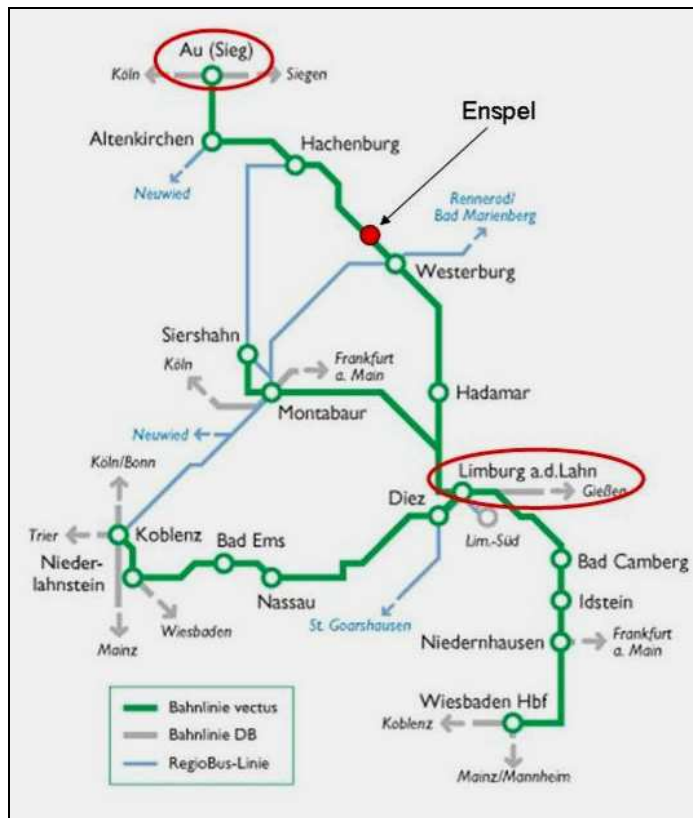 Au (Sieg)
Köln
Siegen
Enspel
Altenkirchen
Hachenburg
Neuwied
Rennerod/
Bad Marienberg
Westerburg
Siershahn
Köln
Frankfurt
a. Main
Montabaur
Hadamar
Neuwied
Köln/Bonn
Limburg a.d.Lahn
Gießen
Diez
Trier
Koblenz
Bad Ems
Lim.-Süd
Nieder-
lahnstein
Nassau
Bad Camberg
Idstein
Wiesbaden
St. Goarshausen
Mainz
Niedernhausen
Frankfurt
a. Main
Wiesbaden Hbf
Koblenz
Mainz/Mannheim
Bahnlinie vectus
Bahnlinie DB
RegioBus-Linie